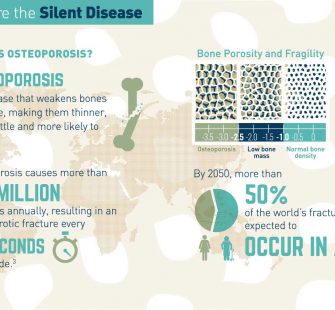 re the Silent Disease
S OSTEOPOROSIS?
OPOROSIS
ase that weakens bones
e, making them thinner,
ttle and more likely to
rosis causes more than
MILLION
s annually, resulting in an
rotic fracture every
CONDS
de.³
Bone Porosity and Fragility
-3.5 -3.0 -2.5 -2.0 -1.5 -1.0 0.5 0
Osteoporosis
Low bone
mass
Normal bone
density
By 2050, more than
50%
of the world's fractu
expected to
OCCUR IN A